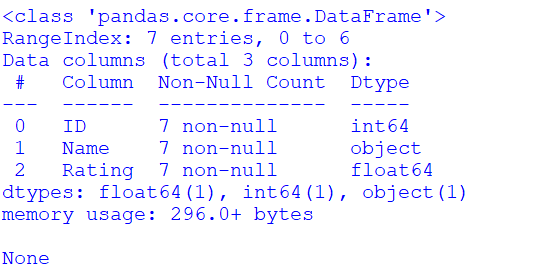 <class 'pandas.core.frame.DataFrame'>
RangeIndex: 7 entries, 0 to 6
Data columns (total 3 columns):
 #   Column  Non-Null Count  Dtype
---  ------  --------------  -----
 0   ID      7 non-null      int64
 1   Name    7 non-null      object
 2   Rating  7 non-null      float64
dtypes: float64(1), int64(1), object(1)
memory usage: 296.0+ bytes
None